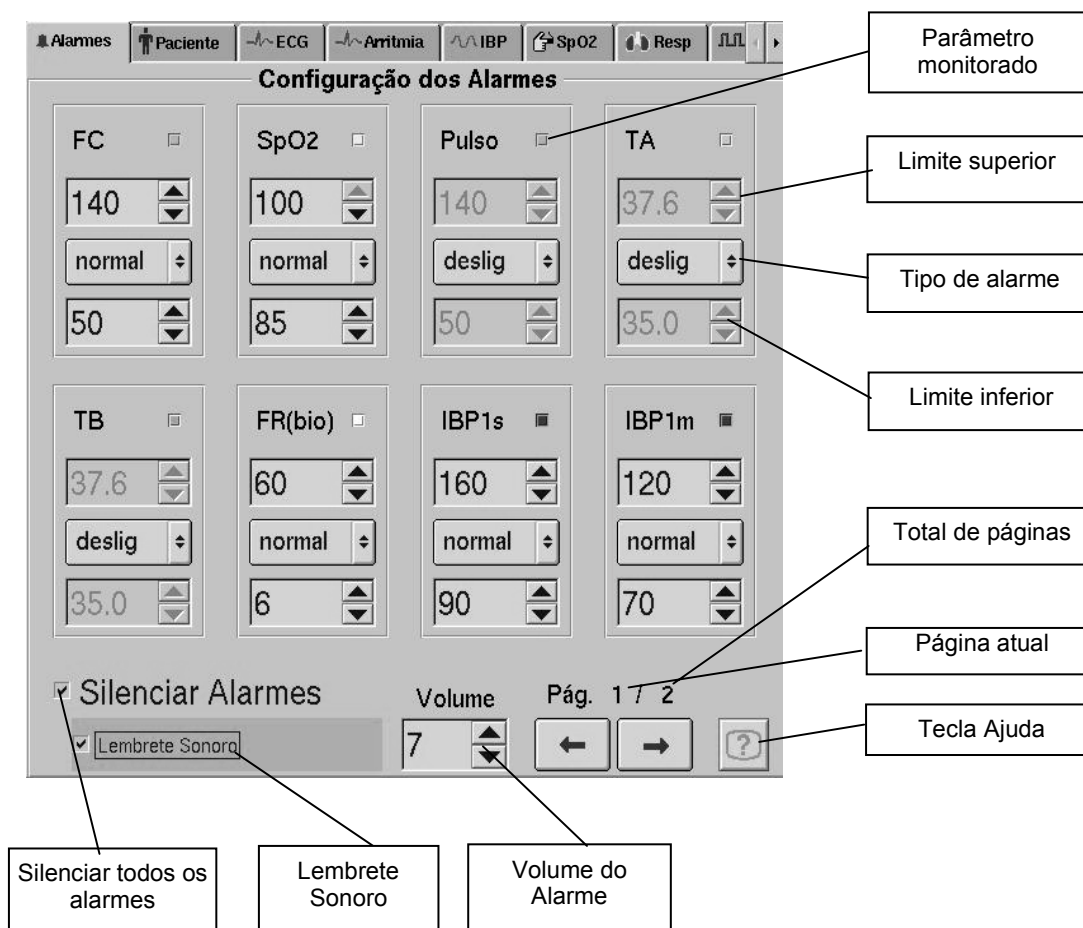 Alarmes Paciente ECG Arritmia IBP SpO2 Resp
Configuração dos Alarmes
FC SpO2 Pulso TA
140 100 140 37.6
normal normal deslig deslig
50 85 50 35.0
TB FR(bio) IBP1s IBP1m
37.6 60 160 120
deslig normal normal normal
35.0 6 90 70
Silenciar Alarmes
Volume
Pág. 1 / 2
Lembrete Sonoro
7
?
Parâmetro
monitorado
Limite superior
Tipo de alarme
Limite inferior
Total de páginas
Página atual
Tecla Ajuda
Silenciar todos os
alarmes
Lembrete
Sonoro
Volume do
Alarme